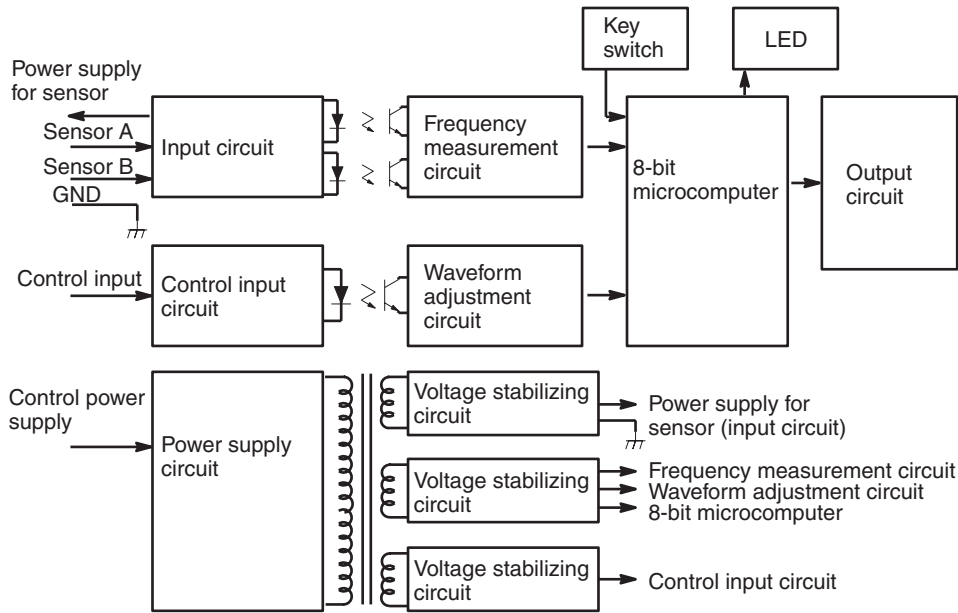 Key
switch
LED
Power supply
for sensor
Sensor A
Sensor B
GND
Input circuit
Frequency
measurement
circuit
8-bit
microcomputer
Output
circuit
Control input
Control input
circuit
Waveform
adjustment
circuit
Control power
supply
Power supply
circuit
Voltage stabilizing
circuit
Power supply for
sensor (input circuit)
Voltage stabilizing
circuit
Frequency measurement circuit
Waveform adjustment circuit
8-bit microcomputer
Voltage stabilizing
circuit
Control input circuit